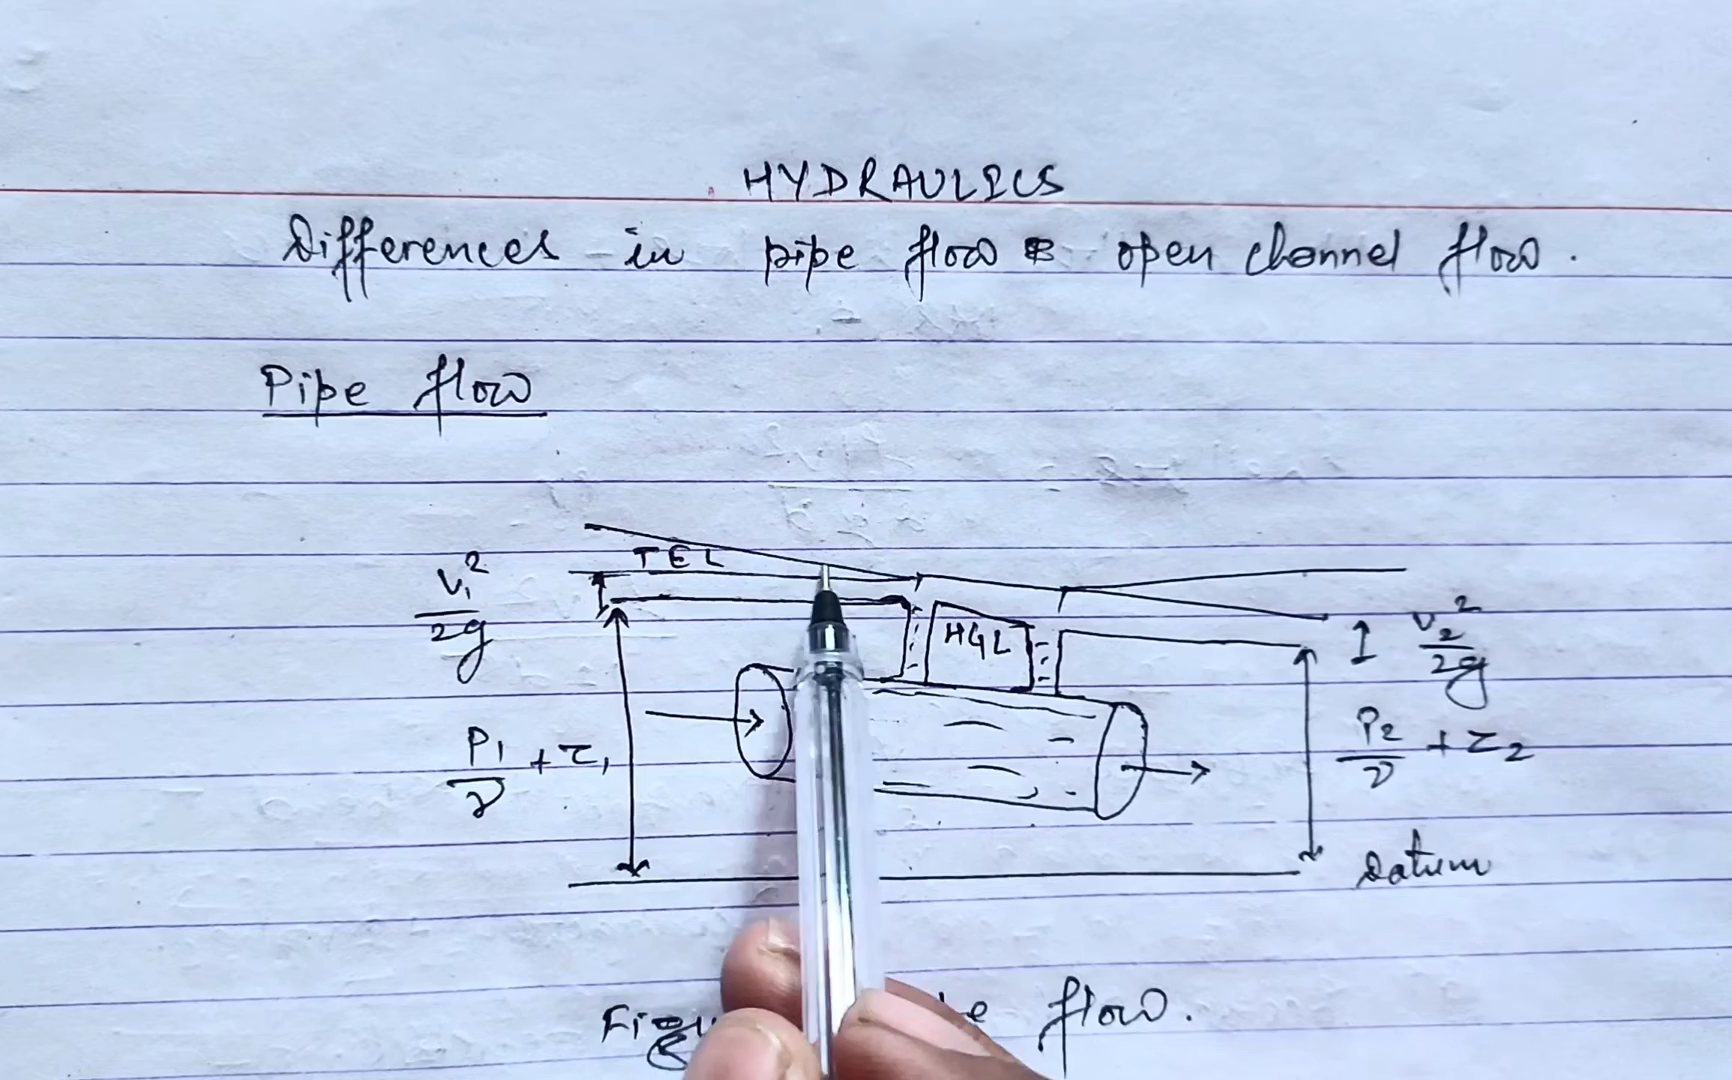 HYDRAULICS
Differences in pipe flow & open channel flow.
Pipe flow
TEL
V₁²/2g
HGL
V₂²/2g
P₁/γ + Z₁
P₂/γ + Z₂
Datum
flow.